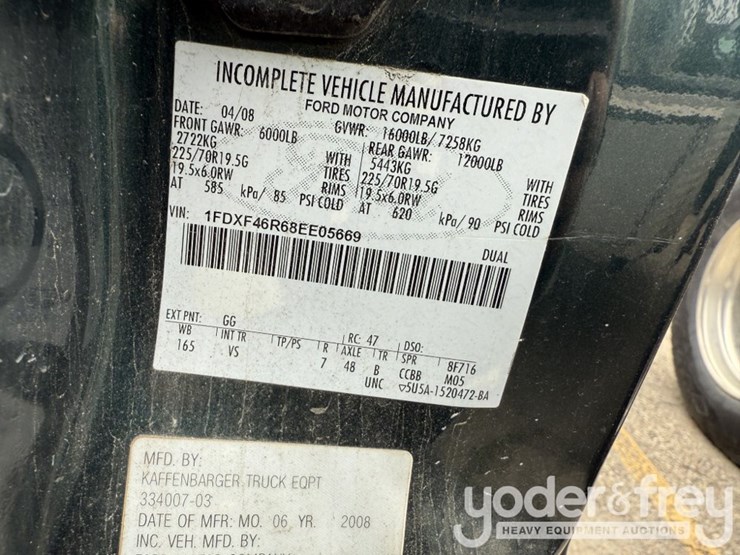 INCOMPLETE VEHICLE MANUFACTURED BY
FORD MOTOR COMPANY
DATE: 04/08 GVWR: 16000LB/ 7258KG
FRONT GAWR: 6000LB REAR GAWR: 12000LB
2722KG WITH 5443KG WITH
225/70R19.5G TIRES 225/70R19.5G TIRES
19.5x6.0RW RIMS 19.5x6.0RW RIMS
AT 585 kPa/ 85 PSI COLD AT 620 kPa/ 90 PSI COLD
VIN: 1FDXF46R68EE05669 DUAL
EXT PNT: GG RC: 47 DSO:
WB INT TR TP/PS R AXLE TR SPR 8F716
165 VS 7 48 B CCBB M05
UNC ▽5U5A-1520472-BA
MFD. BY:
KAFFENBARGER TRUCK EQPT
334007-03
DATE OF MFR: MO. 06 YR. 2008
INC. VEH. MFD. BY:
yoder&frey
HEAVY EQUIPMENT AUCTIONS